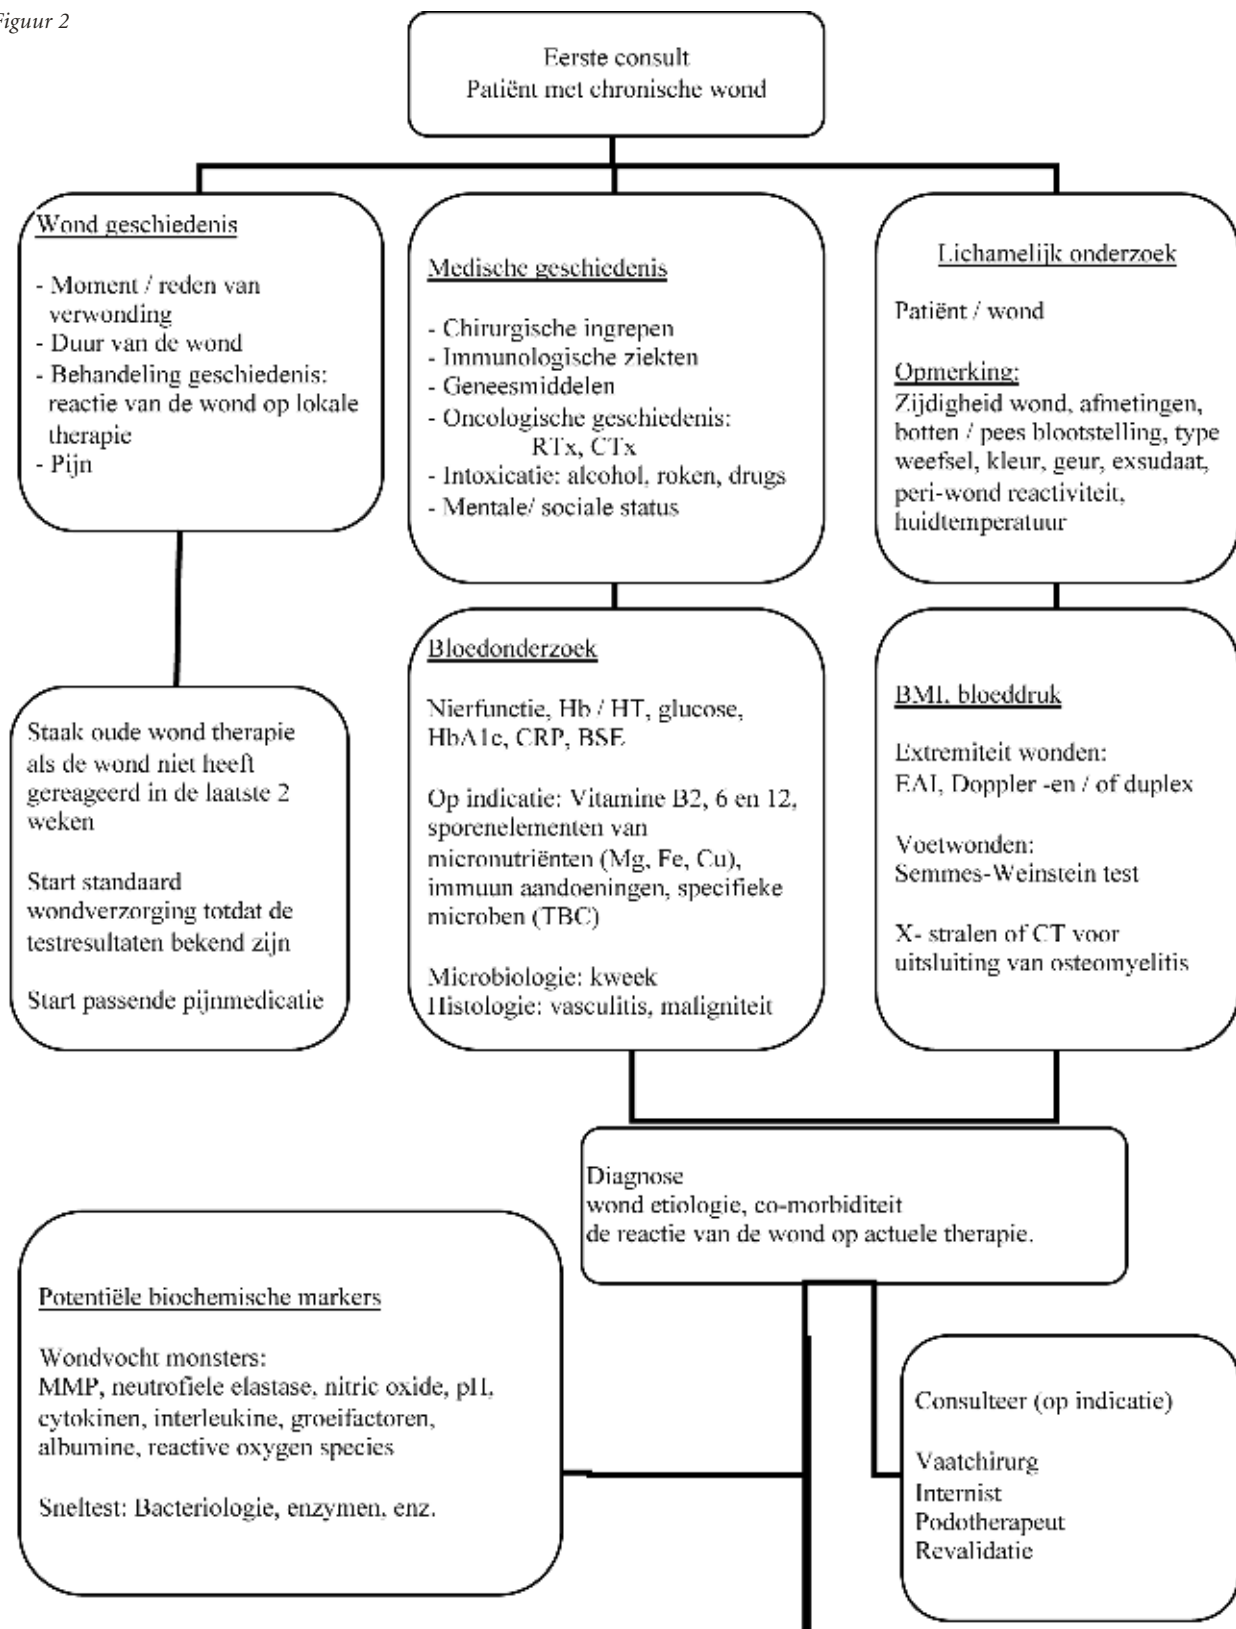 Figuur 2
Eerste consult
Patiënt met chronische wond
Wond geschiedenis
- Moment / reden van
verwonding
- Duur van de wond
- Behandeling geschiedenis:
reactie van de wond op lokale
therapie
- Pijn
Medische geschiedenis
- Chirurgische ingrepen
- Immunologische ziekten
- Geneesmiddelen
- Oncologische geschiedenis:
RTx, CTx
- Intoxicatie: alcohol, roken, drugs
- Mentale/ sociale status
Lichamelijk onderzoek
Patiënt / wond
Opmerking:
Zijdigheid wond, afmetingen,
botten / pees blootstelling, type
weefsel, kleur, geur, exsudaat,
peri-wond reactiviteit,
huidtemperatuur
Staak oude wond therapie
als de wond niet heeft
gereageerd in de laatste 2
weken
Start standaard
wondverzorging totdat de
testresultaten bekend zijn
Start passende pijnmedicatie
Bloedonderzoek
Nierfunctie, Hb / HT, glucose,
HbA1c, CRP, BSE
Op indicatie: Vitamine B2, 6 en 12,
sporenelementen van
micronutriënten (Mg, Fe, Cu),
immuun aandoeningen, specifieke
microben (TBC)
Microbiologie: kweek
Histologie: vasculitis, maligniteit
BMI, bloeddruk
Extremiteit wonden:
EAI, Doppler -en / of duplex
Voetwonden:
Semmes-Weinstein test
X- stralen of CT voor
uitsluiting van osteomyelitis
Diagnose
wond etiologie, co-morbiditeit
de reactie van de wond op actuele therapie.
Potentiële biochemische markers
Wondvocht monsters:
MMP, neutrofiele elastase, nitric oxide, pH,
cytokinen, interleukine, groeifactoren,
albumine, reactive oxygen species
Sneltest: Bacteriologie, enzymen, enz.
Consulteer (op indicatie)
Vaatchirurg
Internist
Podotherapeut
Revalidatie